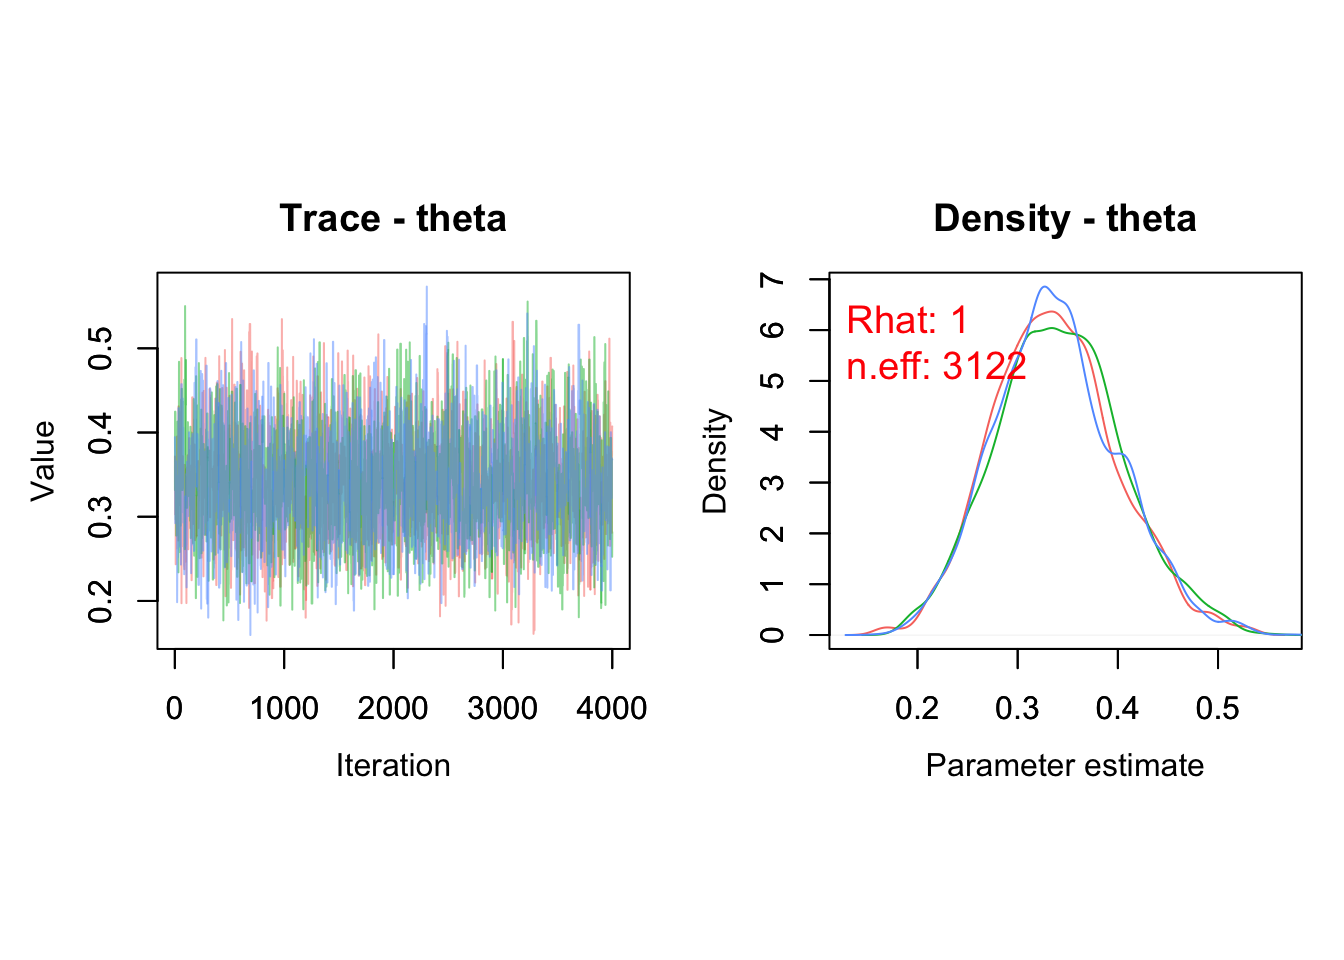 Trace - theta
Value
0.5
0.4
0.3
0.2
0 1000 2000 3000 4000
Iteration
Density - theta
Rhat: 1
n.eff: 3122
Density
7
6
5
4
3
2
1
0
0.2 0.3 0.4 0.5
Parameter estimate